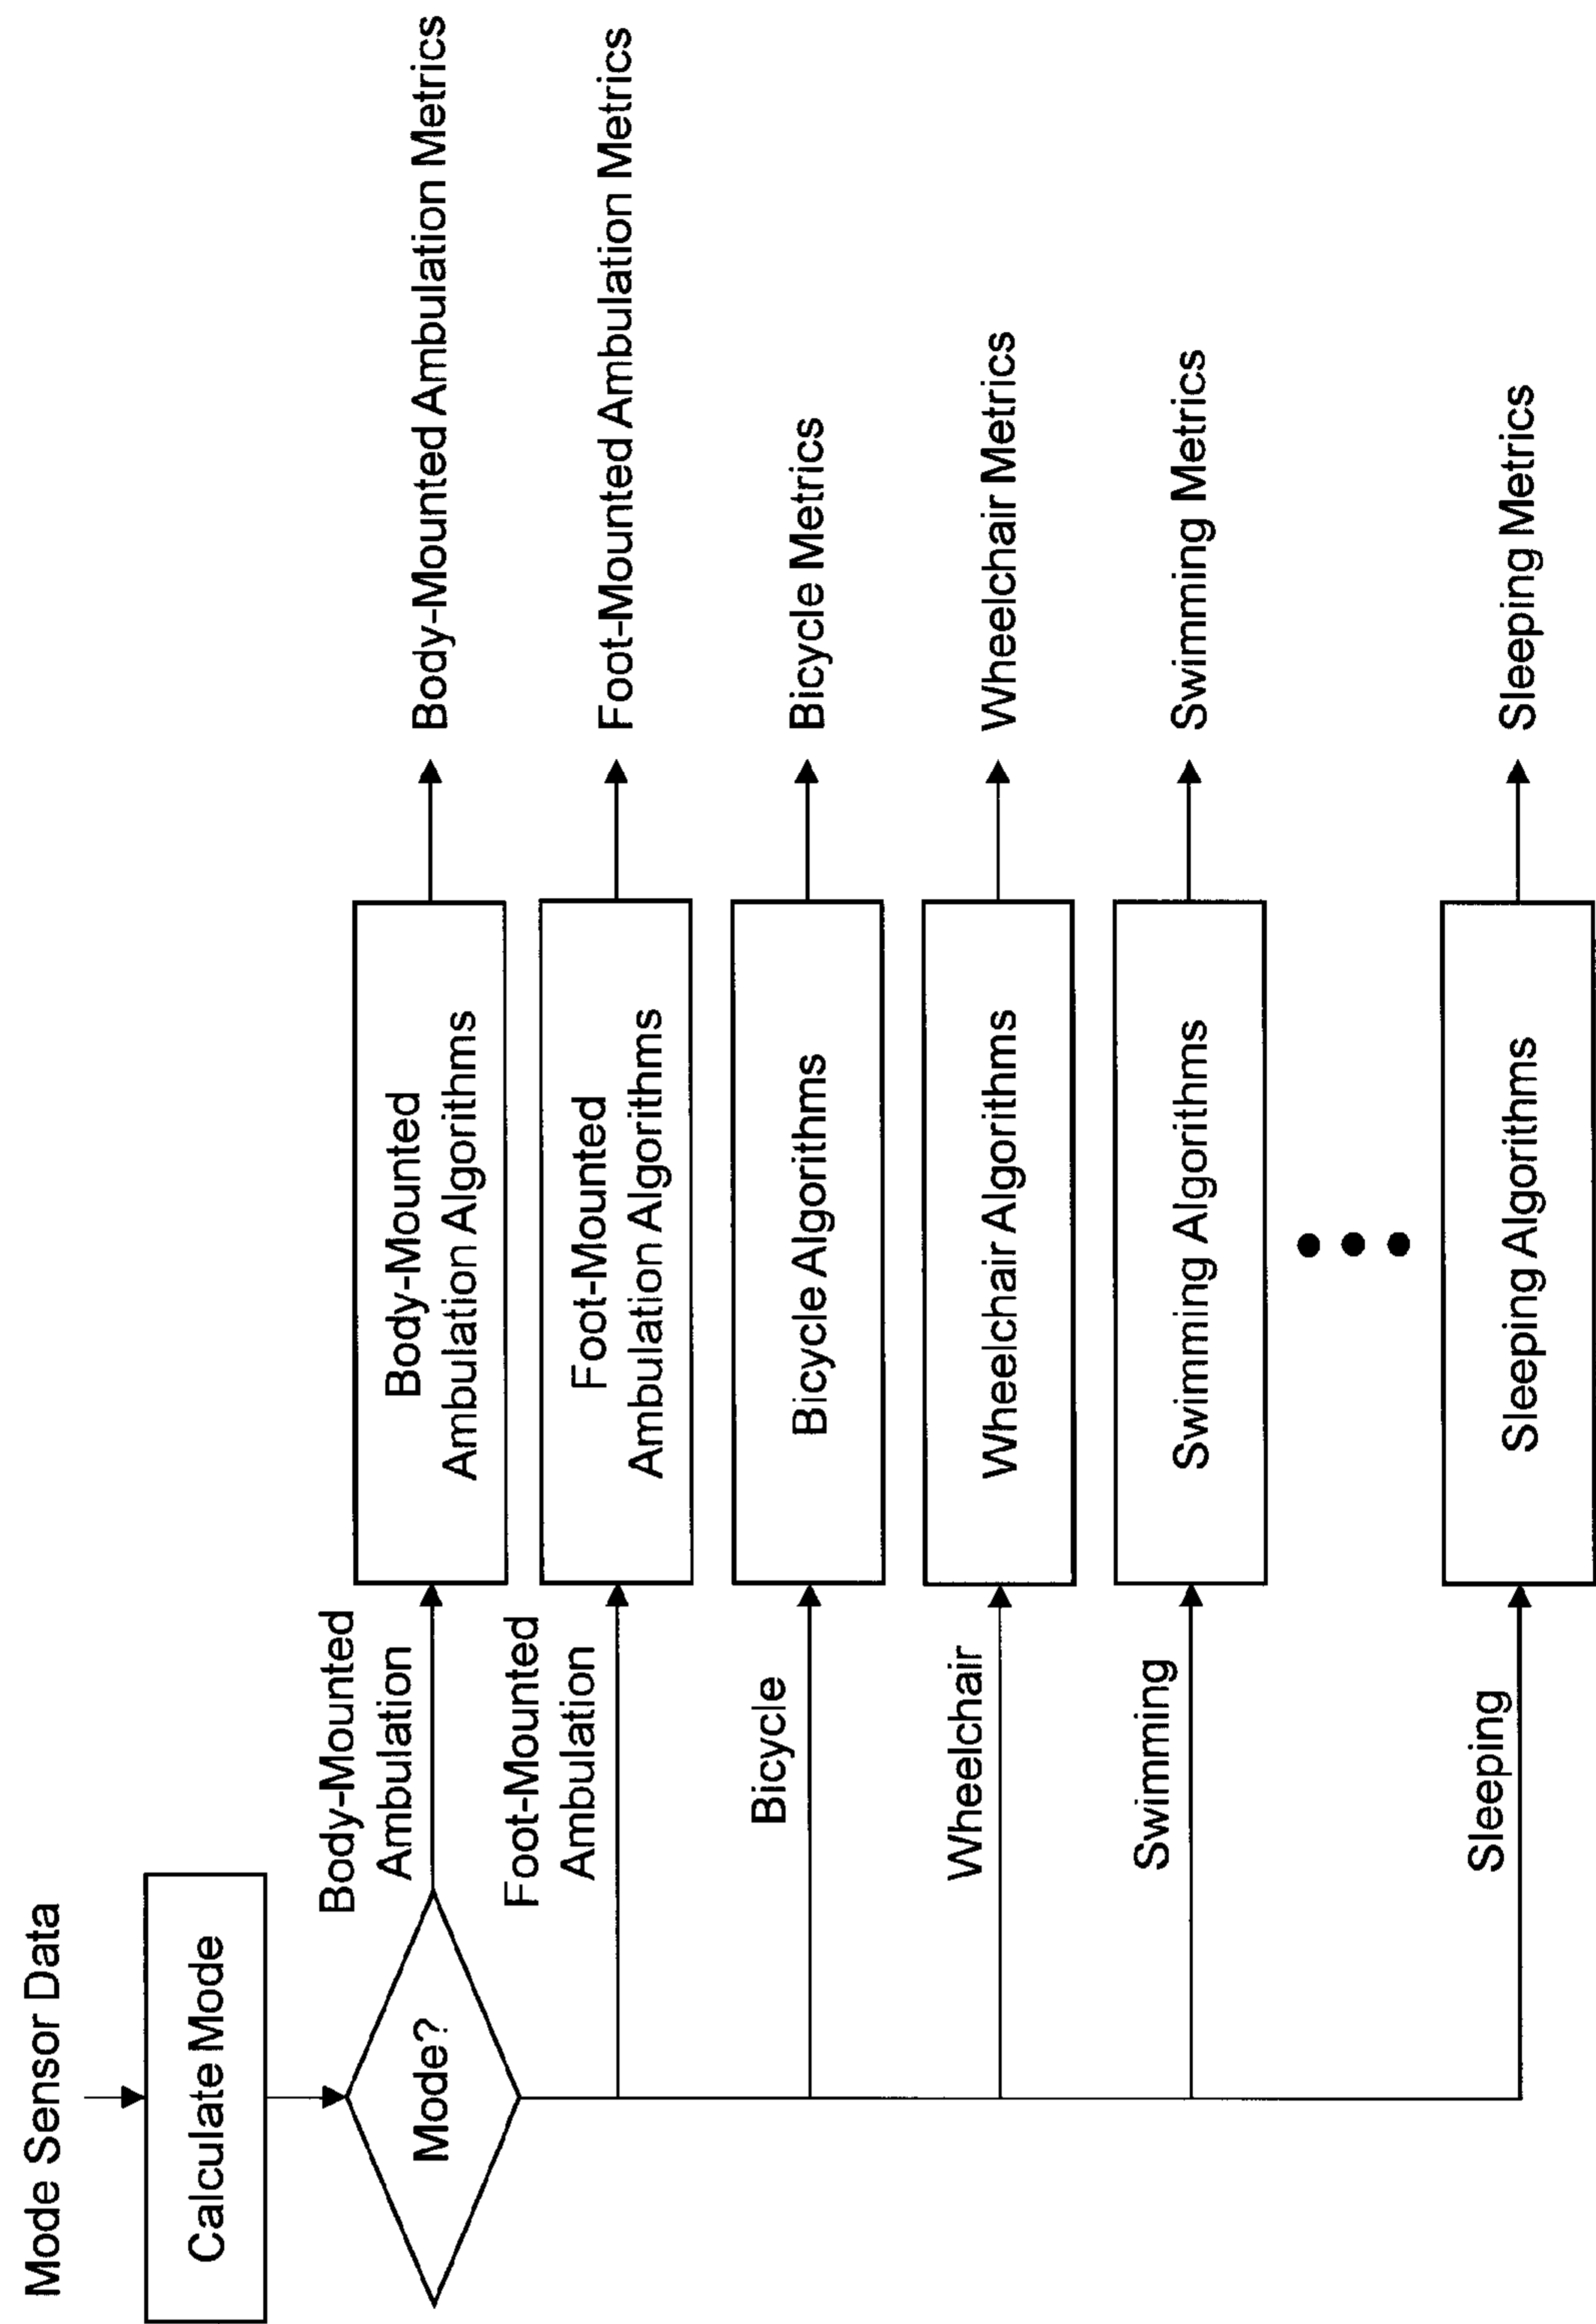 Mode Sensor Data
Calculate Mode
Mode?
Body-Mounted
Ambulation
Body-Mounted
Ambulation Algorithms
Body-Mounted Ambulation Metrics
Foot-Mounted
Ambulation
Foot-Mounted
Ambulation Algorithms
Foot-Mounted Ambulation Metrics
Bicycle
Bicycle Algorithms
Bicycle Metrics
Wheelchair
Wheelchair Algorithms
Wheelchair Metrics
Swimming
Swimming Algorithms
Swimming Metrics
Sleeping
Sleeping Algorithms
Sleeping Metrics